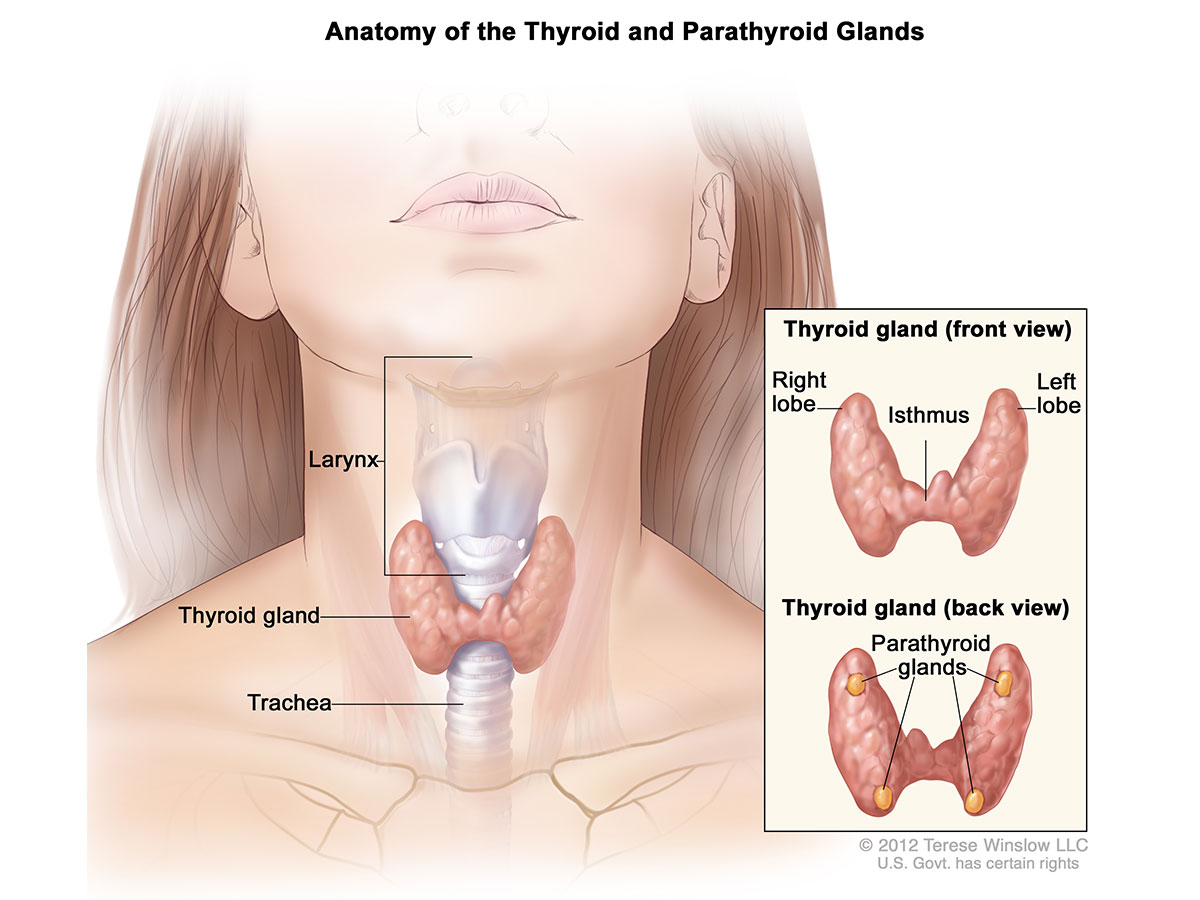 Anatomy of the Thyroid and Parathyroid Glands
Larynx
Thyroid gland
Trachea
Thyroid gland (front view)
Right
lobe
Isthmus
Left
lobe
Thyroid gland (back view)
Parathyroid
glands
© 2012 Terese Winslow LLC
U.S. Govt. has certain rights